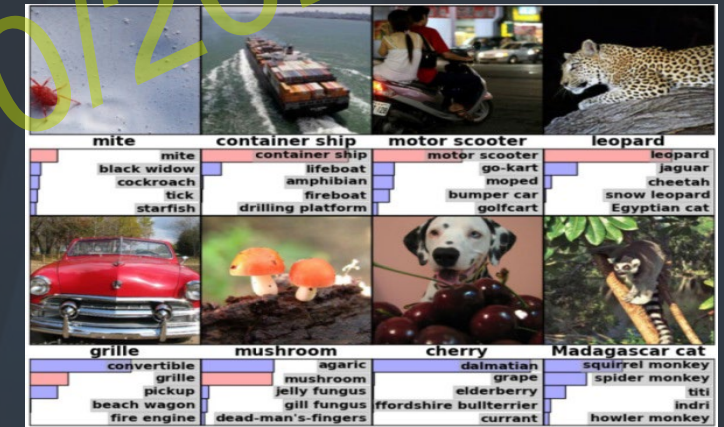 0/20
mite
container ship
motor scooter
leopard
mite
black widow
cockroach
tick
starfish
container ship
lifeboat
amphibian
fireboat
drilling platform
motor scooter
go-kart
moped
bumper car
golfcart
leopard
jaguar
cheetah
snow leopard
Egyptian cat
grille
mushroom
cherry
Madagascar cat
convertible
grille
pickup
beach wagon
fire engine
agaric
mushroom
jelly fungus
gill fungus
dead-man's-fingers
dalmatian
grape
elderberry
ffordshire bullterrier
currant
squirrel monkey
spider monkey
titi
indri
howler monkey